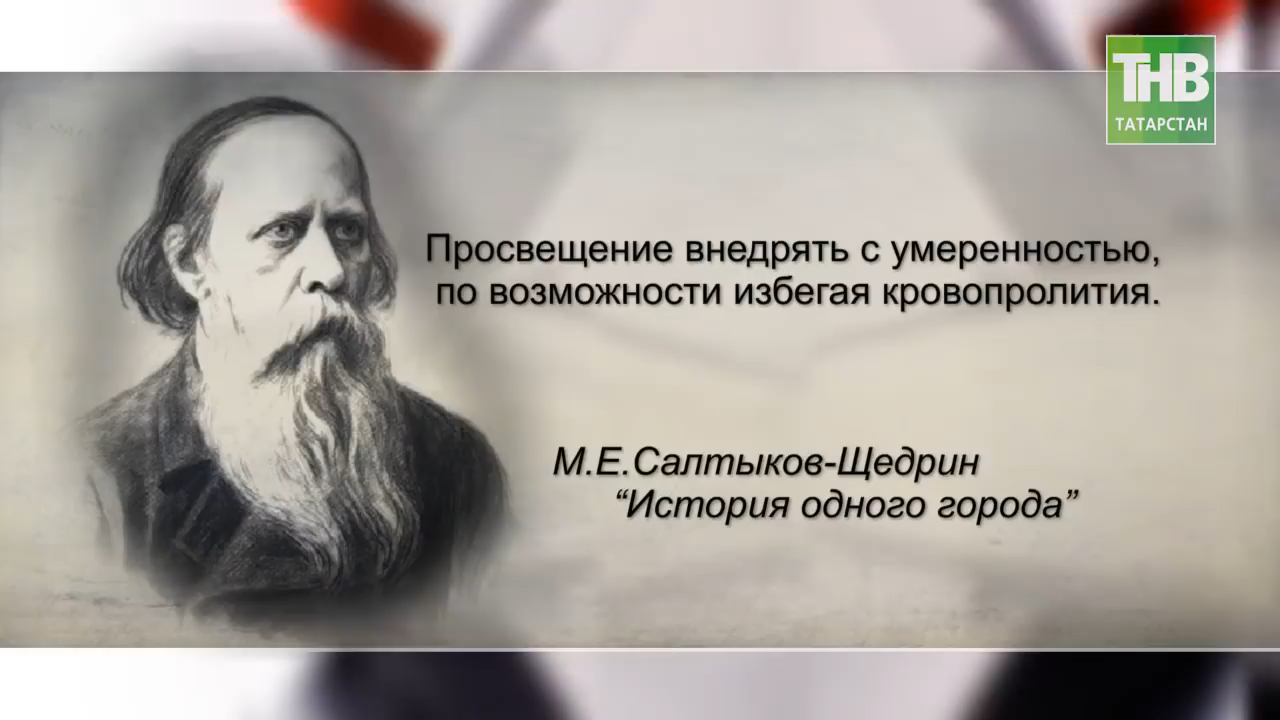 ТНВ
ТАТАРСТАН
Просвещение внедрять с умеренностью,
по возможности избегая кровопролития.
М.Е.Салтыков-Щедрин
“История одного города”